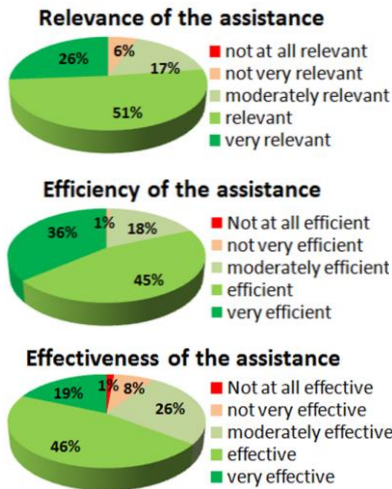 Relevance of the assistance
26%
6%
17%
51%
not at all relevant
not very relevant
moderately relevant
relevant
very relevant
Efficiency of the assistance
36%
1%
18%
45%
Not at all efficient
not very efficient
moderately efficient
efficient
very efficient
Effectiveness of the assistance
19%
1%
8%
26%
46%
Not at all effective
not very effective
moderately effective
effective
very effective